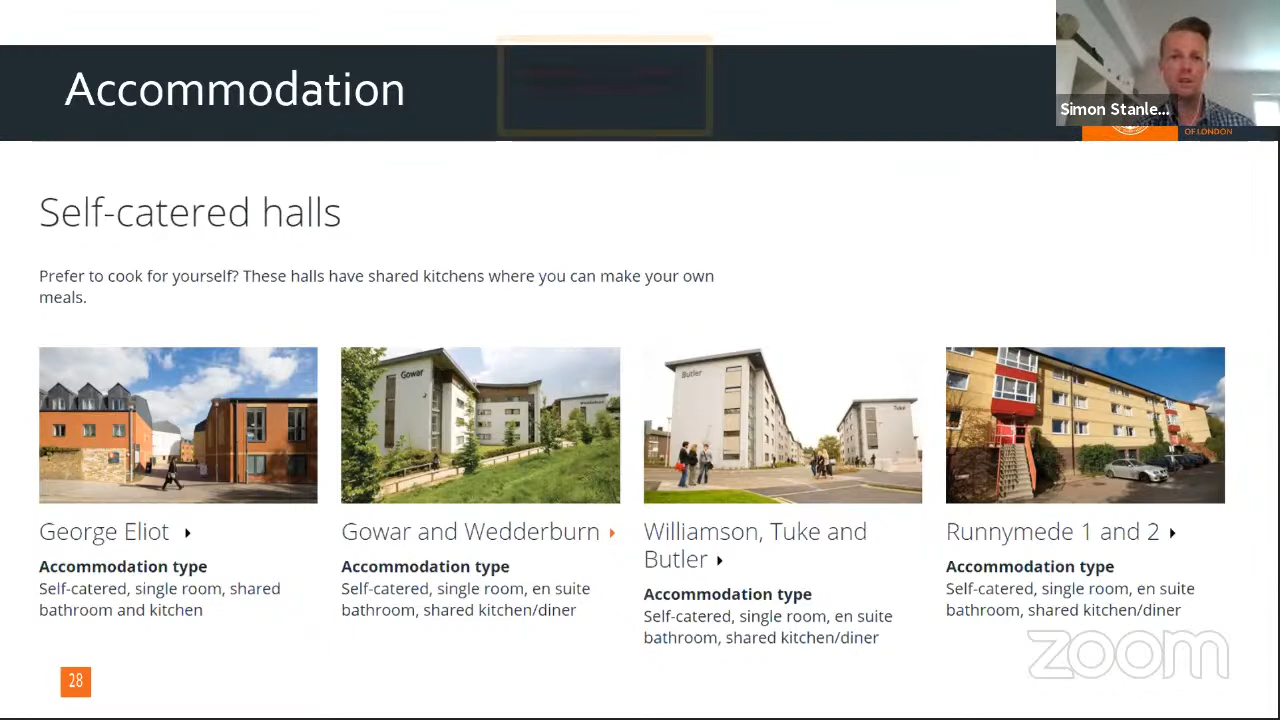 Accommodation
Simon Stanle...
OF LONDON
Self-catered halls
Prefer to cook for yourself? These halls have shared kitchens where you can make your own
meals.
Gowar
Butler
Tuke
George Eliot
Gowar and Wedderburn
Williamson, Tuke and
Butler
Runnymede 1 and 2
Accommodation type
Self-catered, single room, shared
bathroom and kitchen
Accommodation type
Self-catered, single room, en suite
bathroom, shared kitchen/diner
Accommodation type
Self-catered, single room, en suite
bathroom, shared kitchen/diner
Accommodation type
Self-catered, single room, en suite
bathroom, shared kitchen/diner
28
zoom